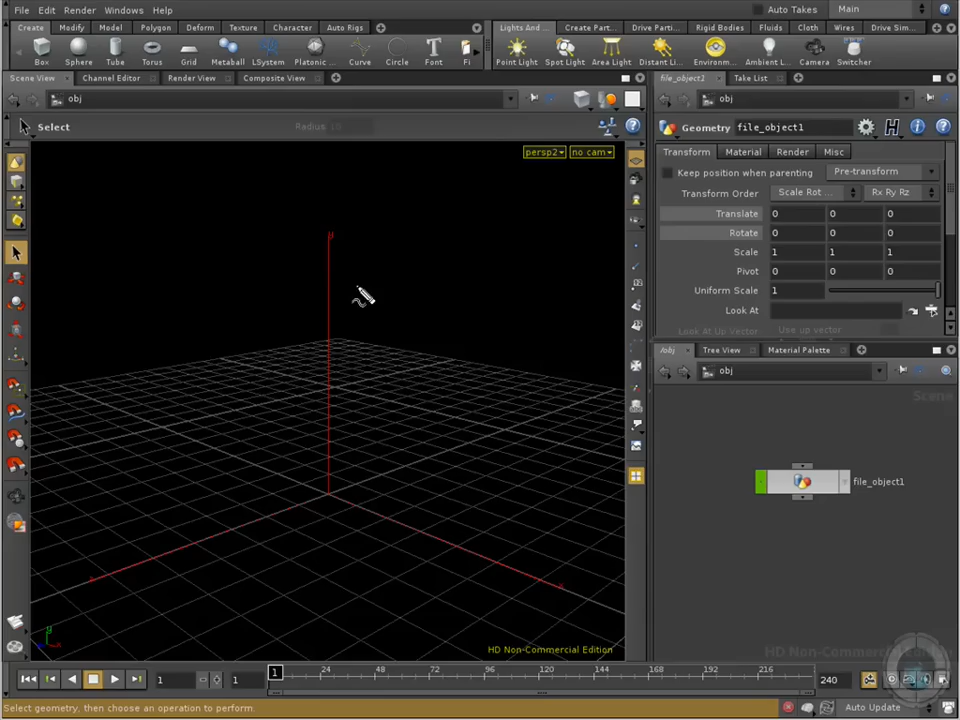 File Edit Render Windows Help Auto Takes Main
Create Modify Model Polygon Deform Texture Character Auto Rigs Lights And ... Create Part... Drive Parti... Rigid Bodies Fluids Cloth Wires Drive Sim...
Box Sphere Tube Torus Grid Metaball LSystem Platonic ... Curve Circle Font Fi Point Light Spot Light Area Light Distant Li... Environme... Ambient L... Camera Switcher
Scene View Channel Editor Render View Composite View file_object1 Take List
obj obj
Select Radius Geometry file_object1
persp2 no cam Transform Material Render Misc
Keep position when parenting Pre-transform
Transform Order Scale Rot ... Rx Ry Rz
Translate 0 0 0
Rotate 0 0 0
Scale 1 1 1
Pivot 0 0 0
Uniform Scale 1
Look At
Look At Up Vector Use up vector
/obj Tree View Material Palette
obj
Scene
file_object1
HD Non-Commercial Edition
1 1 1 24 48 72 96 120 144 168 192 216 240
Select geometry, then choose an operation to perform. Auto Update